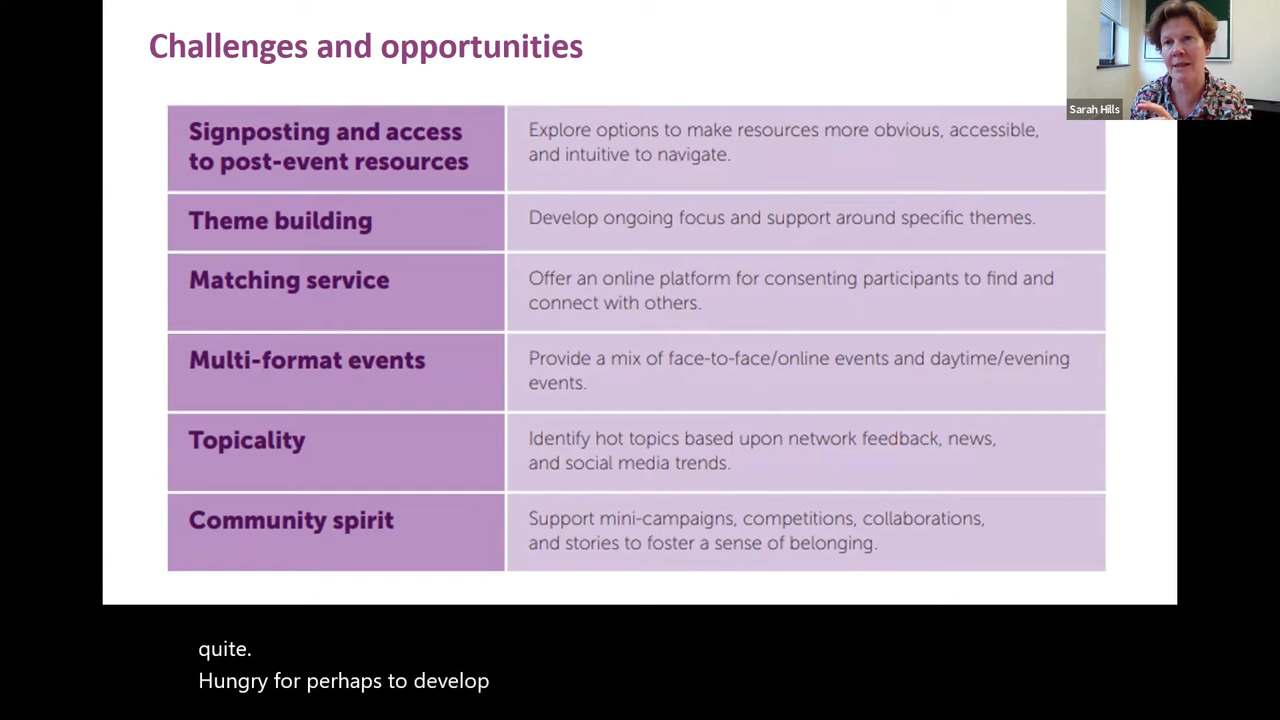 Challenges and opportunities
Sarah Hills
Signposting and access
to post-event resources
Explore options to make resources more obvious, accessible,
and intuitive to navigate.
Theme building
Develop ongoing focus and support around specific themes.
Matching service
Offer an online platform for consenting participants to find and
connect with others.
Multi-format events
Provide a mix of face-to-face/online events and daytime/evening
events.
Topicality
Identify hot topics based upon network feedback, news,
and social media trends.
Community spirit
Support mini-campaigns, competitions, collaborations,
and stories to foster a sense of belonging.
quite.
Hungry for perhaps to develop